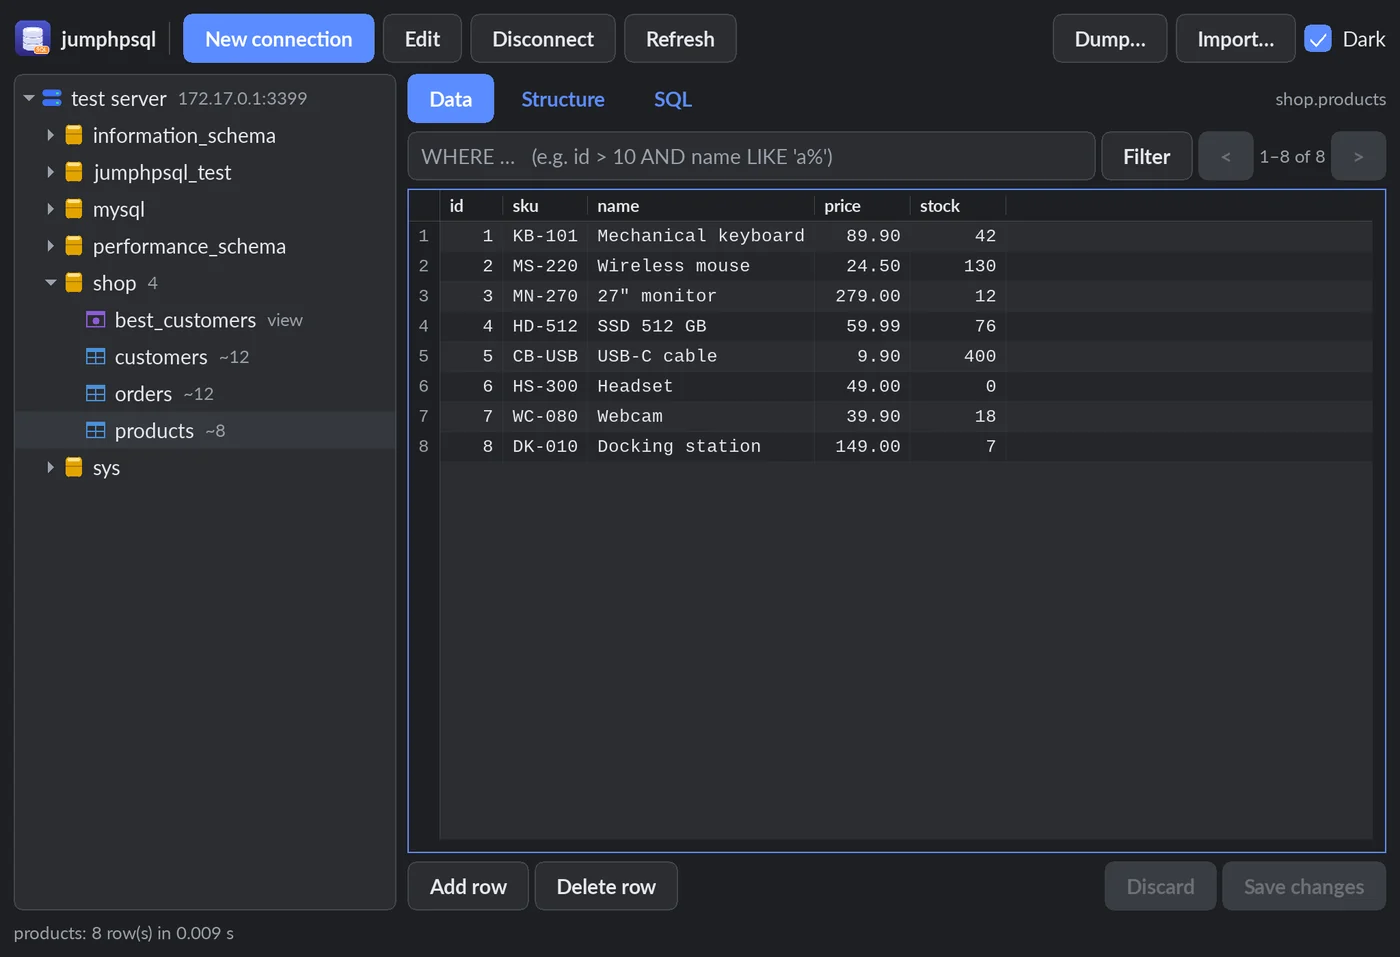 jumphpsql New connection Edit Disconnect Refresh Dump... Import... Dark
test server 172.17.0.1:3399
information_schema
jumphpsql_test
mysql
performance_schema
shop 4
best_customers view
customers ~12
orders ~12
products ~8
sys
Data Structure SQL shop.products
WHERE ... (e.g. id > 10 AND name LIKE 'a%') Filter < 1–8 of 8 >
id sku name price stock
1 1 KB-101 Mechanical keyboard 89.90 42
2 2 MS-220 Wireless mouse 24.50 130
3 3 MN-270 27" monitor 279.00 12
4 4 HD-512 SSD 512 GB 59.99 76
5 5 CB-USB USB-C cable 9.90 400
6 6 HS-300 Headset 49.00 0
7 7 WC-080 Webcam 39.90 18
8 8 DK-010 Docking station 149.00 7
Add row Delete row Discard Save changes
products: 8 row(s) in 0.009 s